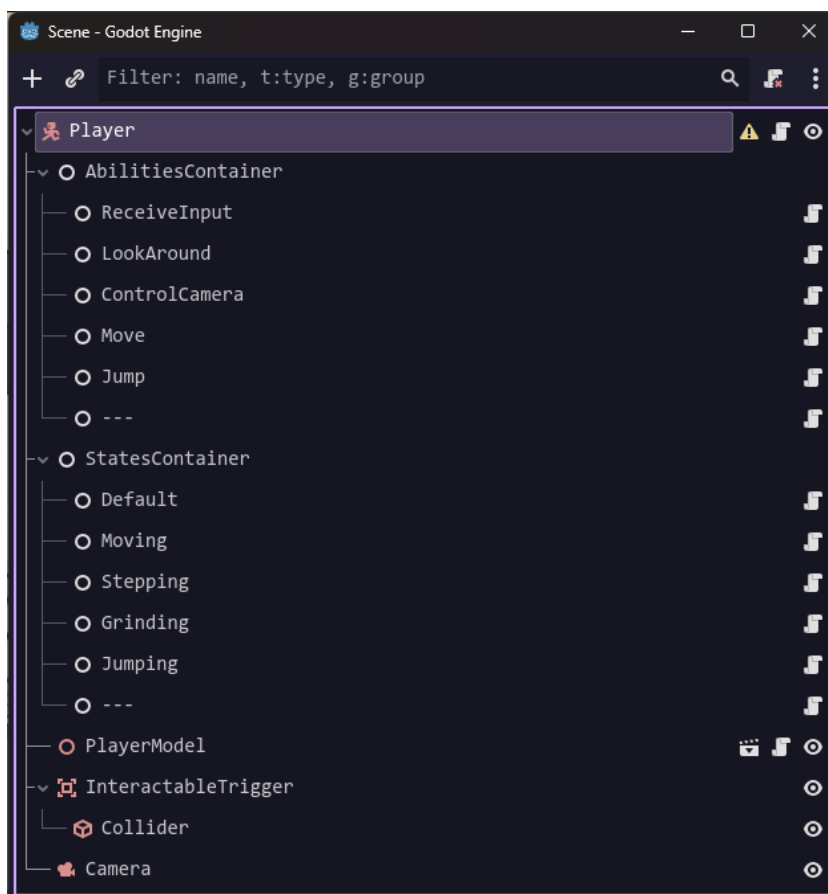 Scene - Godot Engine
Filter: name, t:type, g:group
Player
AbilitiesContainer
ReceiveInput
LookAround
ControlCamera
Move
Jump
---
StatesContainer
Default
Moving
Stepping
Grinding
Jumping
---
PlayerModel
InteractableTrigger
Collider
Camera